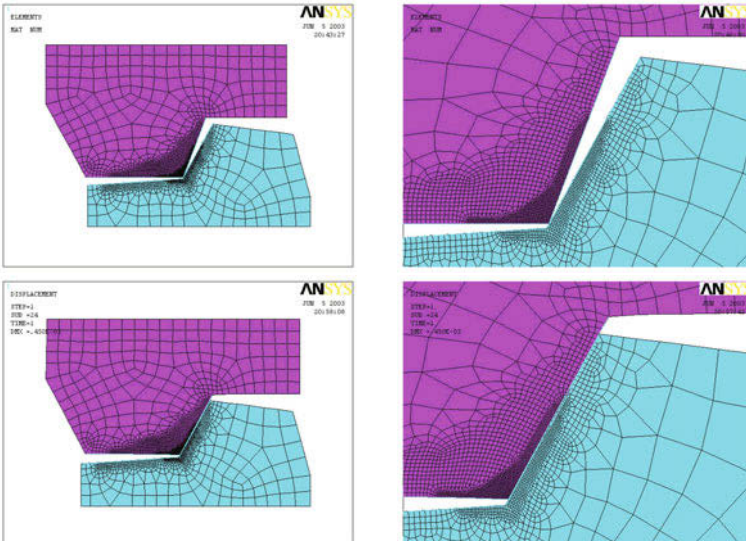 ANSYS
ELEMENTS
JUN 5 2003
MAT NUM
20:43:27
ANSYS
ELEMENTS
JUN 5 2003
MAT NUM
ANSYS
DISPLACEMENT
JUN 5 2003
STEP=1
20:58:08
SUB =24
TIME=1
ANSYS
DISPLACEMENT
JUN 5 2003
STEP=1
SUB =24
TIME=1